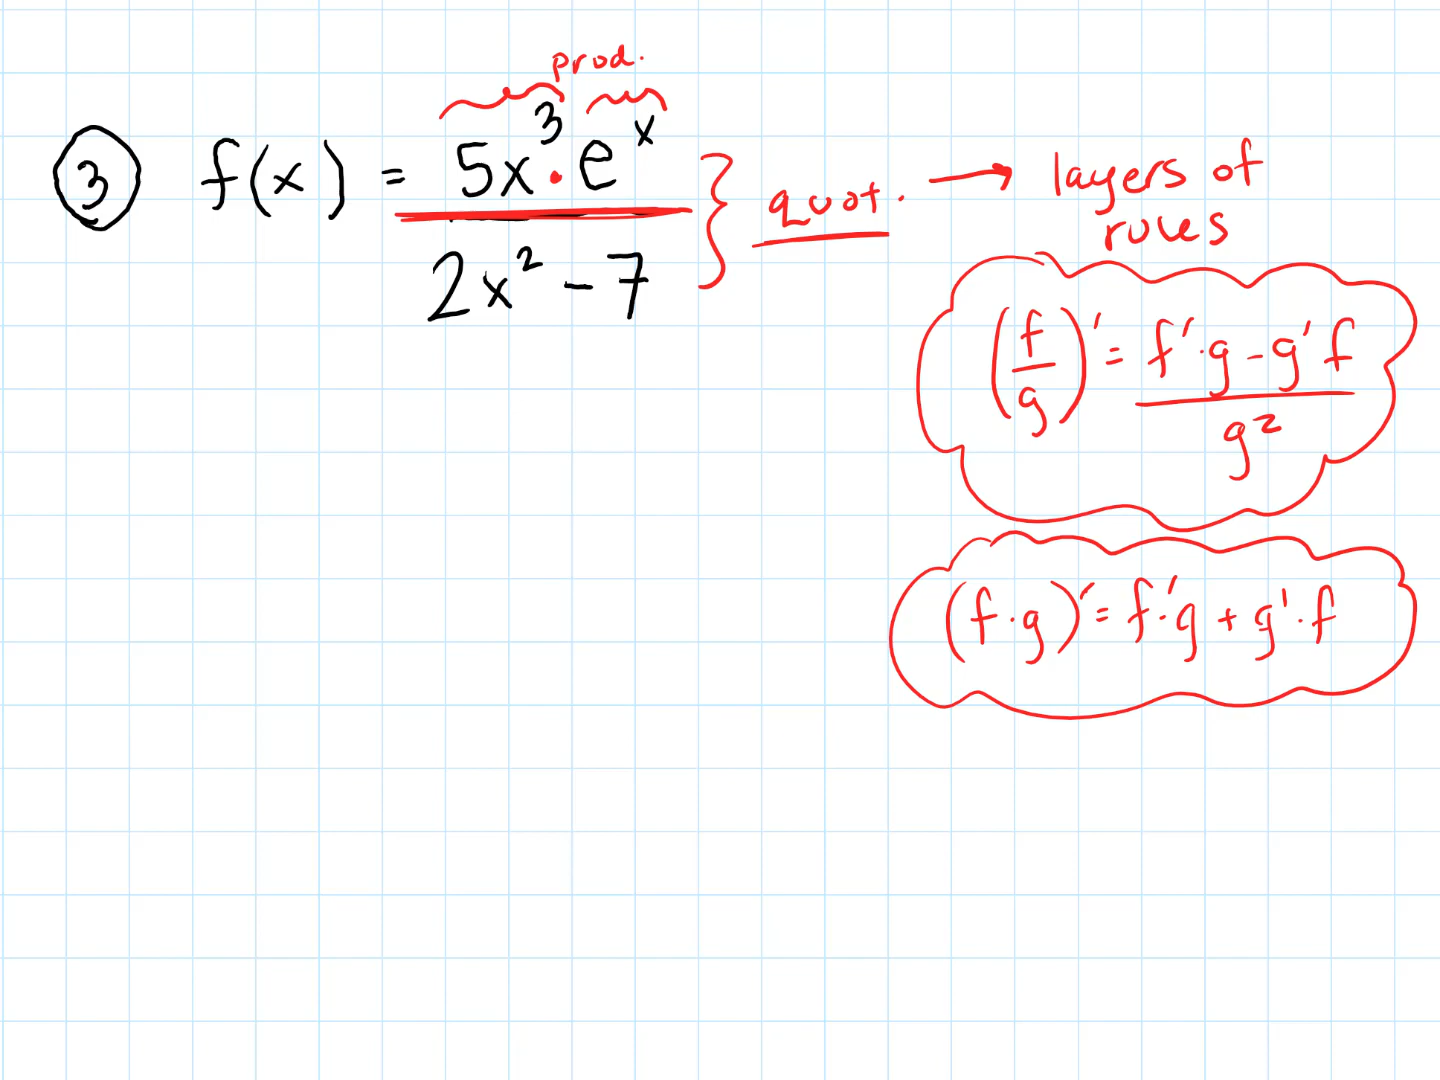 prod.
③ f(x) = 5x³ · eˣ
2x² − 7
quot. → layers of
rules
(f/g)' = f'·g − g'f
g²
(f·g)' = f'·g + g'·f